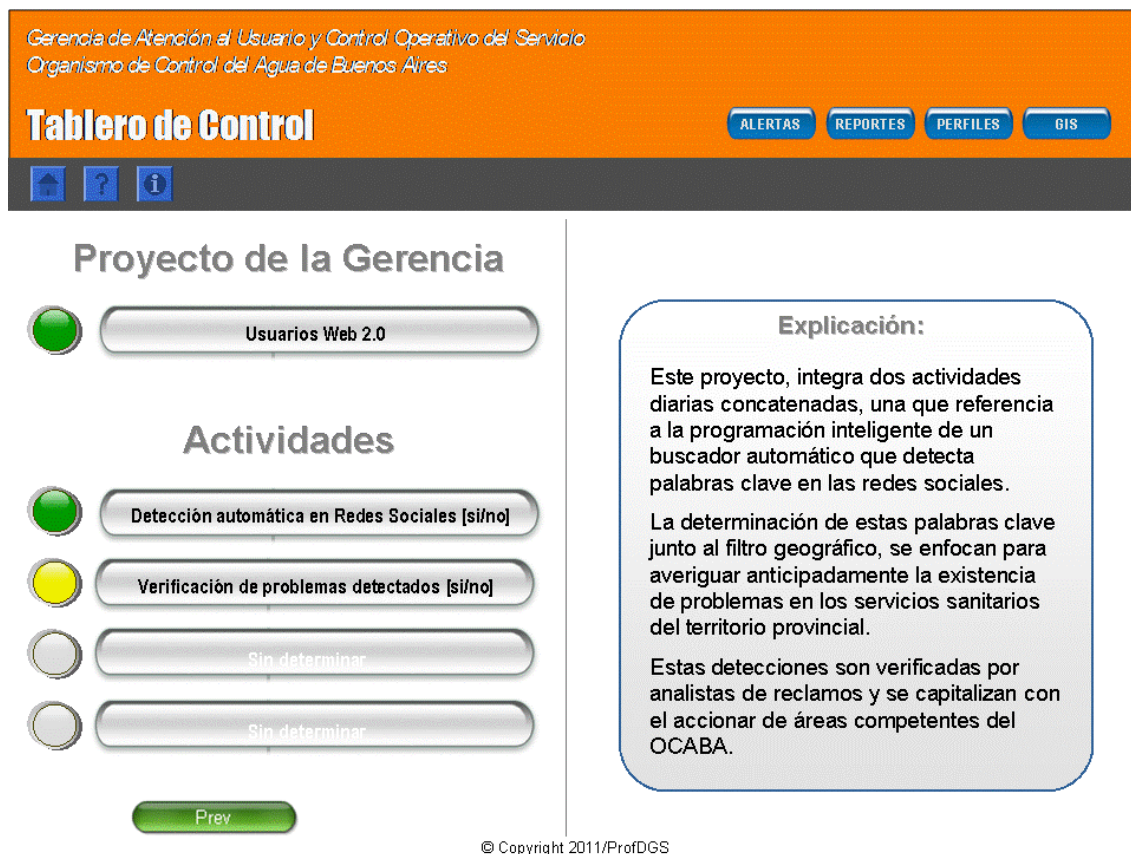 Gerencia de Atención al Usuario y Control Operativo del Servicio
Organismo de Control del Agua de Buenos Aires
Tablero de Control
ALERTAS
REPORTES
PERFILES
GIS
?
i
Proyecto de la Gerencia
Usuarios Web 2.0
Actividades
Detección automática en Redes Sociales [si/no]
Verificación de problemas detectados [si/no]
Sin determinar
Sin determinar
Prev
Explicación:
Este proyecto, integra dos actividades
diarias concatenadas, una que referencia
a la programación inteligente de un
buscador automático que detecta
palabras clave en las redes sociales.
La determinación de estas palabras clave
junto al filtro geográfico, se enfocan para
averiguar anticipadamente la existencia
de problemas en los servicios sanitarios
del territorio provincial.
Estas detecciones son verificadas por
analistas de reclamos y se capitalizan con
el accionar de áreas competentes del
OCABA.
© Copyright 2011/ProfDGS